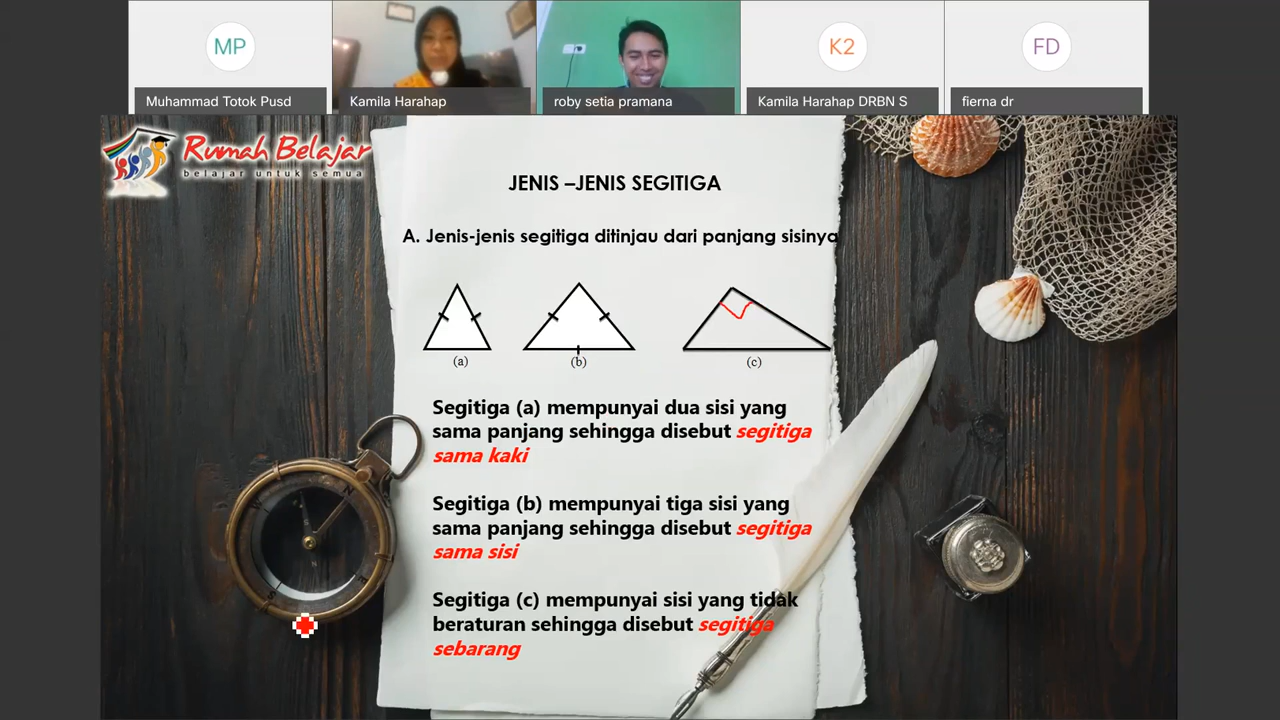 MP
K2
FD
Muhammad Totok Pusd
Kamila Harahap
roby setia pramana
Kamila Harahap DRBN S
fierna dr
Rumah Belajar
belajar untuk semua
JENIS –JENIS SEGITIGA
A. Jenis-jenis segitiga ditinjau dari panjang sisinya
(a)
(b)
(c)
Segitiga (a) mempunyai dua sisi yang
sama panjang sehingga disebut segitiga
sama kaki
Segitiga (b) mempunyai tiga sisi yang
sama panjang sehingga disebut segitiga
sama sisi
Segitiga (c) mempunyai sisi yang tidak
beraturan sehingga disebut segitiga
sebarang